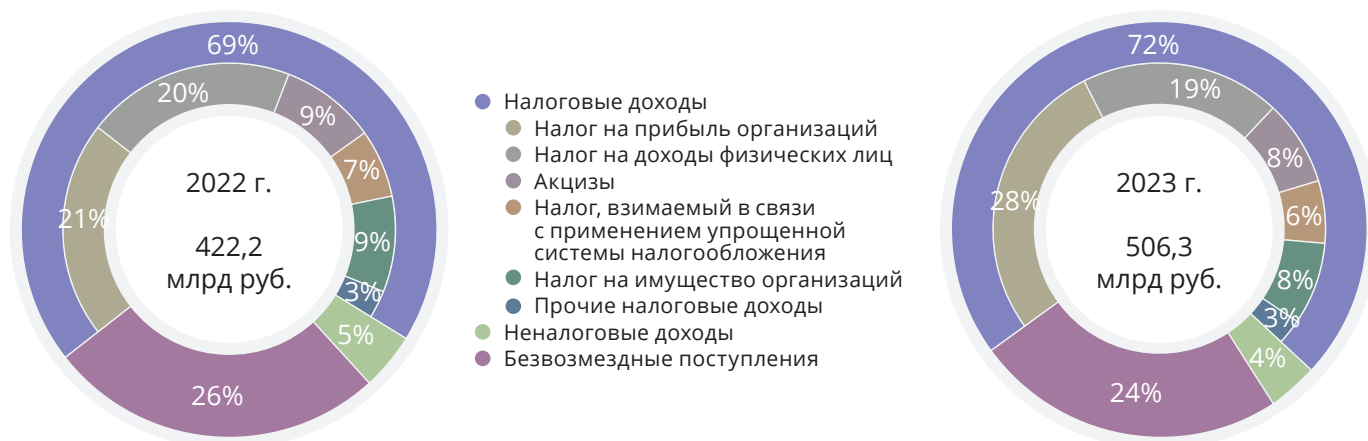 69%
20%
9%
7%
21%
9%
3%
5%
26%
2022 г.
422,2
млрд руб.
Налоговые доходы
Налог на прибыль организаций
Налог на доходы физических лиц
Акцизы
Налог, взимаемый в связи
с применением упрощенной
системы налогообложения
Налог на имущество организаций
Прочие налоговые доходы
Неналоговые доходы
Безвозмездные поступления
72%
19%
8%
28%
6%
8%
3%
4%
24%
2023 г.
506,3
млрд руб.